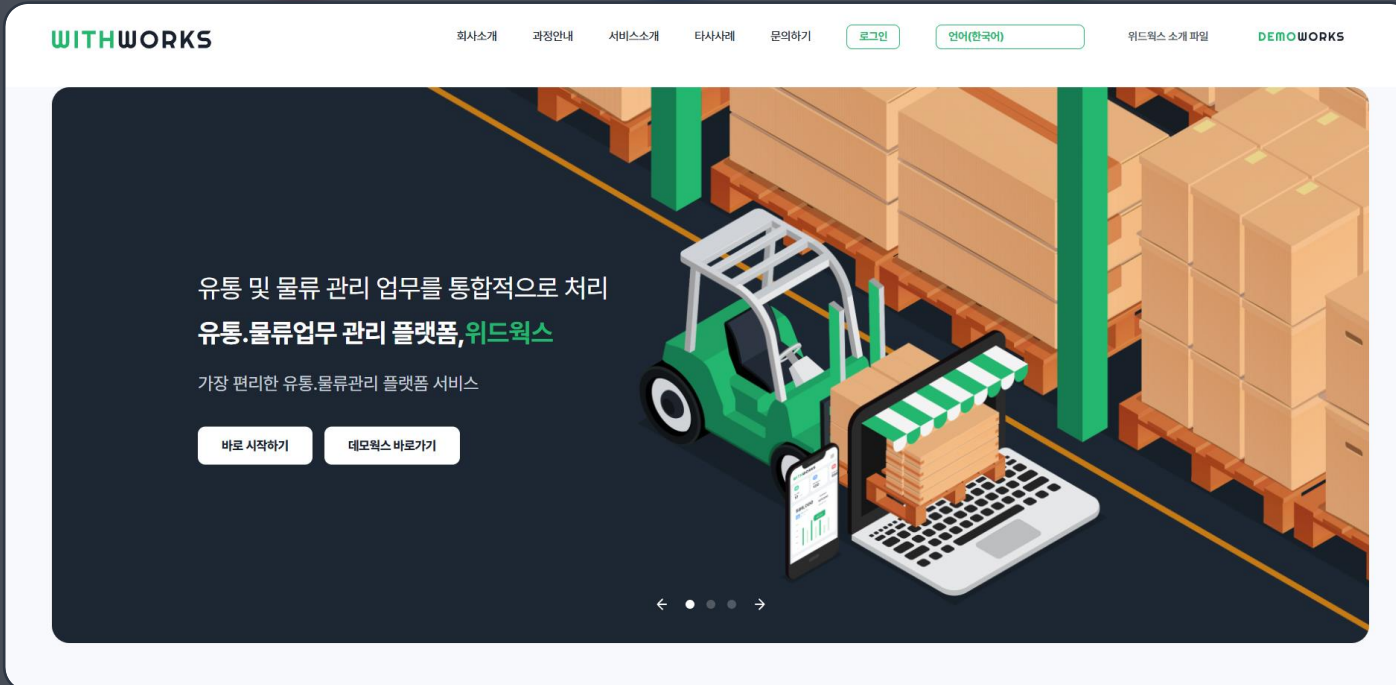 WITHWORKS
회사소개
과정안내
서비스소개
타사사례
문의하기
로그인
언어(한국어)
위드웍스 소개 파일
DEMOWORKS
유통 및 물류 관리 업무를 통합적으로 처리
유통.물류업무 관리 플랫폼,위드웍스
가장 편리한 유통.물류관리 플랫폼 서비스
바로 시작하기
데모웍스 바로가기